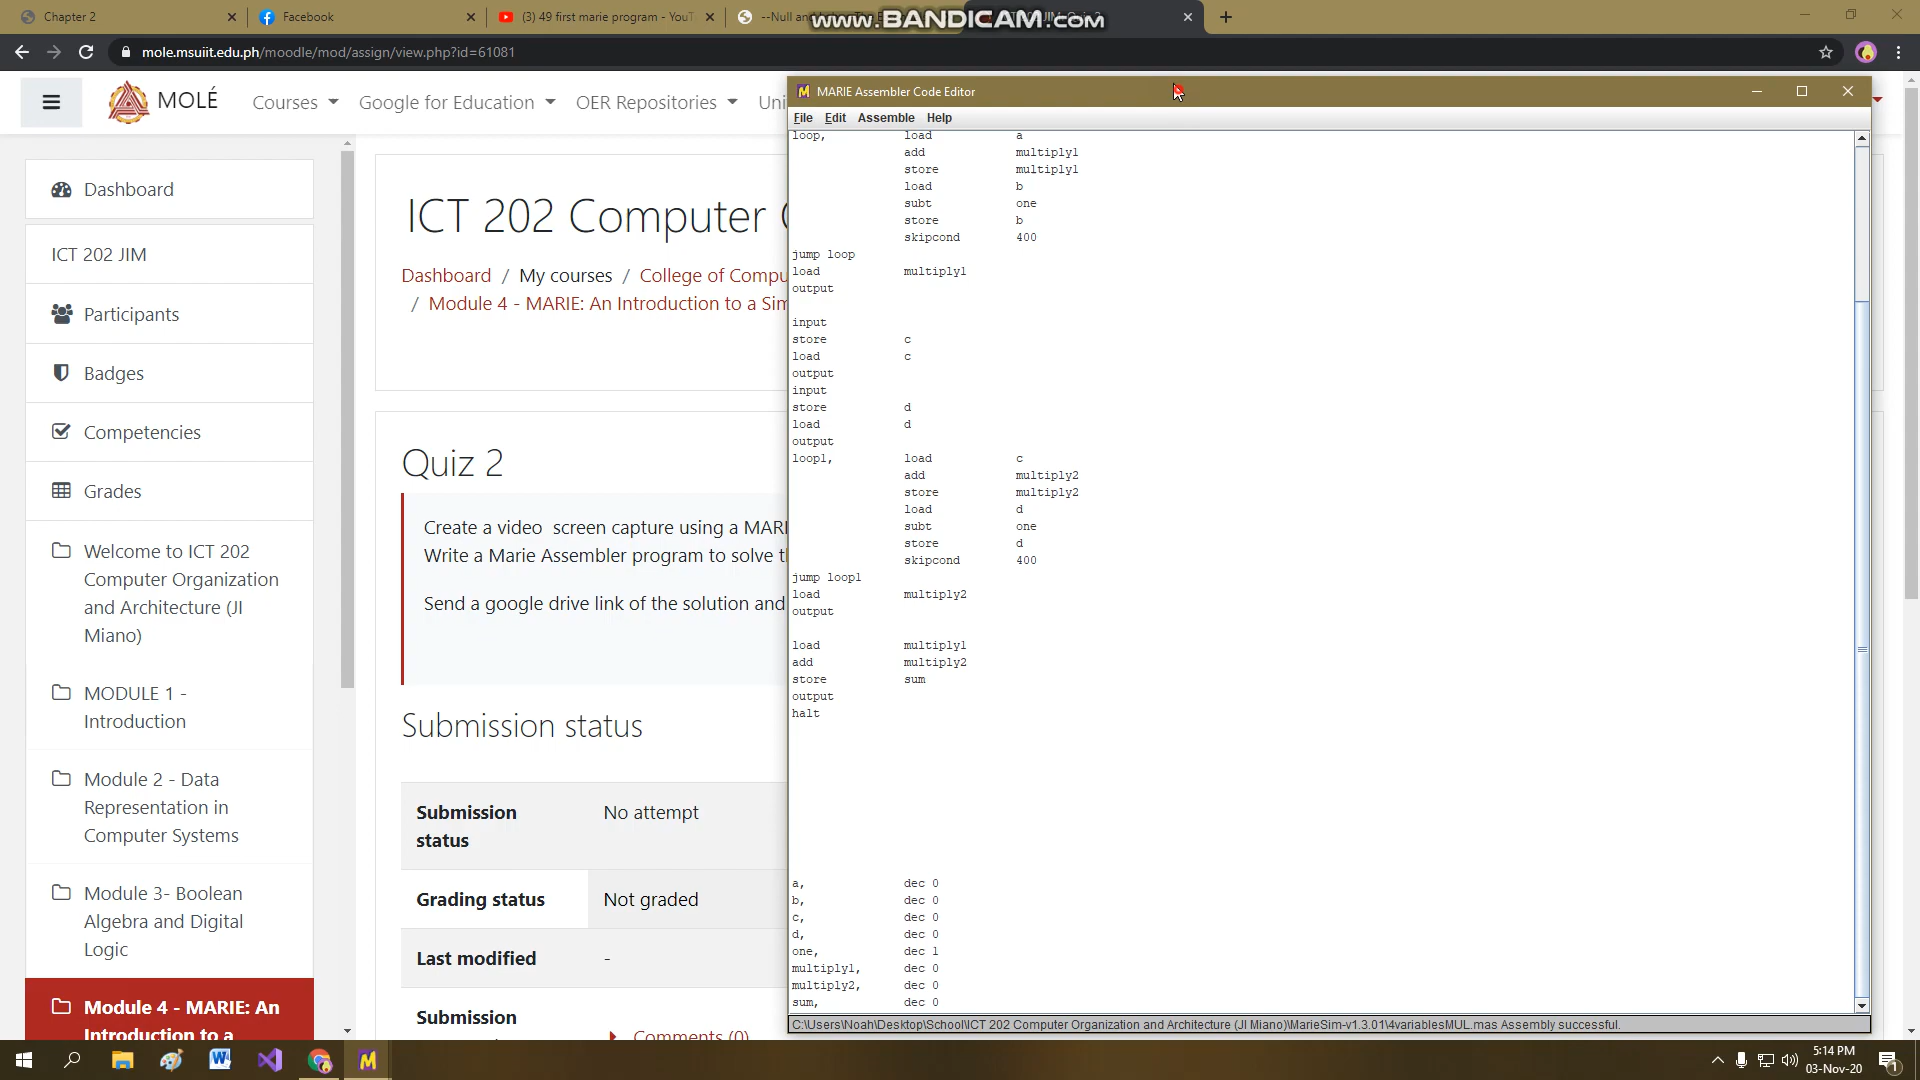 Chapter 2
Facebook
(3) 49 first marie program - YouT
www.BANDICAM.com
mole.msuiit.edu.ph/moodle/mod/assign/view.php?id=61081
MOLÉ
Courses
Google for Education
OER Repositories
Uni
Dashboard
ICT 202 JIM
Participants
Badges
Competencies
Grades
Welcome to ICT 202
Computer Organization
and Architecture (JI
Miano)
MODULE 1 -
Introduction
Module 2 - Data
Representation in
Computer Systems
Module 3- Boolean
Algebra and Digital
Logic
Module 4 - MARIE: An
Introduction to a
ICT 202 Computer
Dashboard / My courses / College of Compu
/ Module 4 - MARIE: An Introduction to a Sim
Quiz 2
Create a video screen capture using a MARI
Write a Marie Assembler program to solve th
Send a google drive link of the solution and
Submission status
Submission
status
No attempt
Grading status
Not graded
Last modified
-
Submission
Comments (0)
MARIE Assembler Code Editor
File Edit Assemble Help
loop, load a
add multiply1
store multiply1
load b
subt one
store b
skipcond 400
jump loop
load multiply1
output
input
store c
load c
output
input
store d
load d
output
loop1, load c
add multiply2
store multiply2
load d
subt one
store d
skipcond 400
jump loop1
load multiply2
output
load multiply1
add multiply2
store sum
output
halt
a, dec 0
b, dec 0
c, dec 0
d, dec 0
one, dec 1
multiply1, dec 0
multiply2, dec 0
sum, dec 0
C:\Users\Noah\Desktop\School\ICT 202 Computer Organization and Architecture (JI Miano)\MarieSim-v1.3.01\4variablesMUL.mas Assembly successful.
5:14 PM
03-Nov-20
1